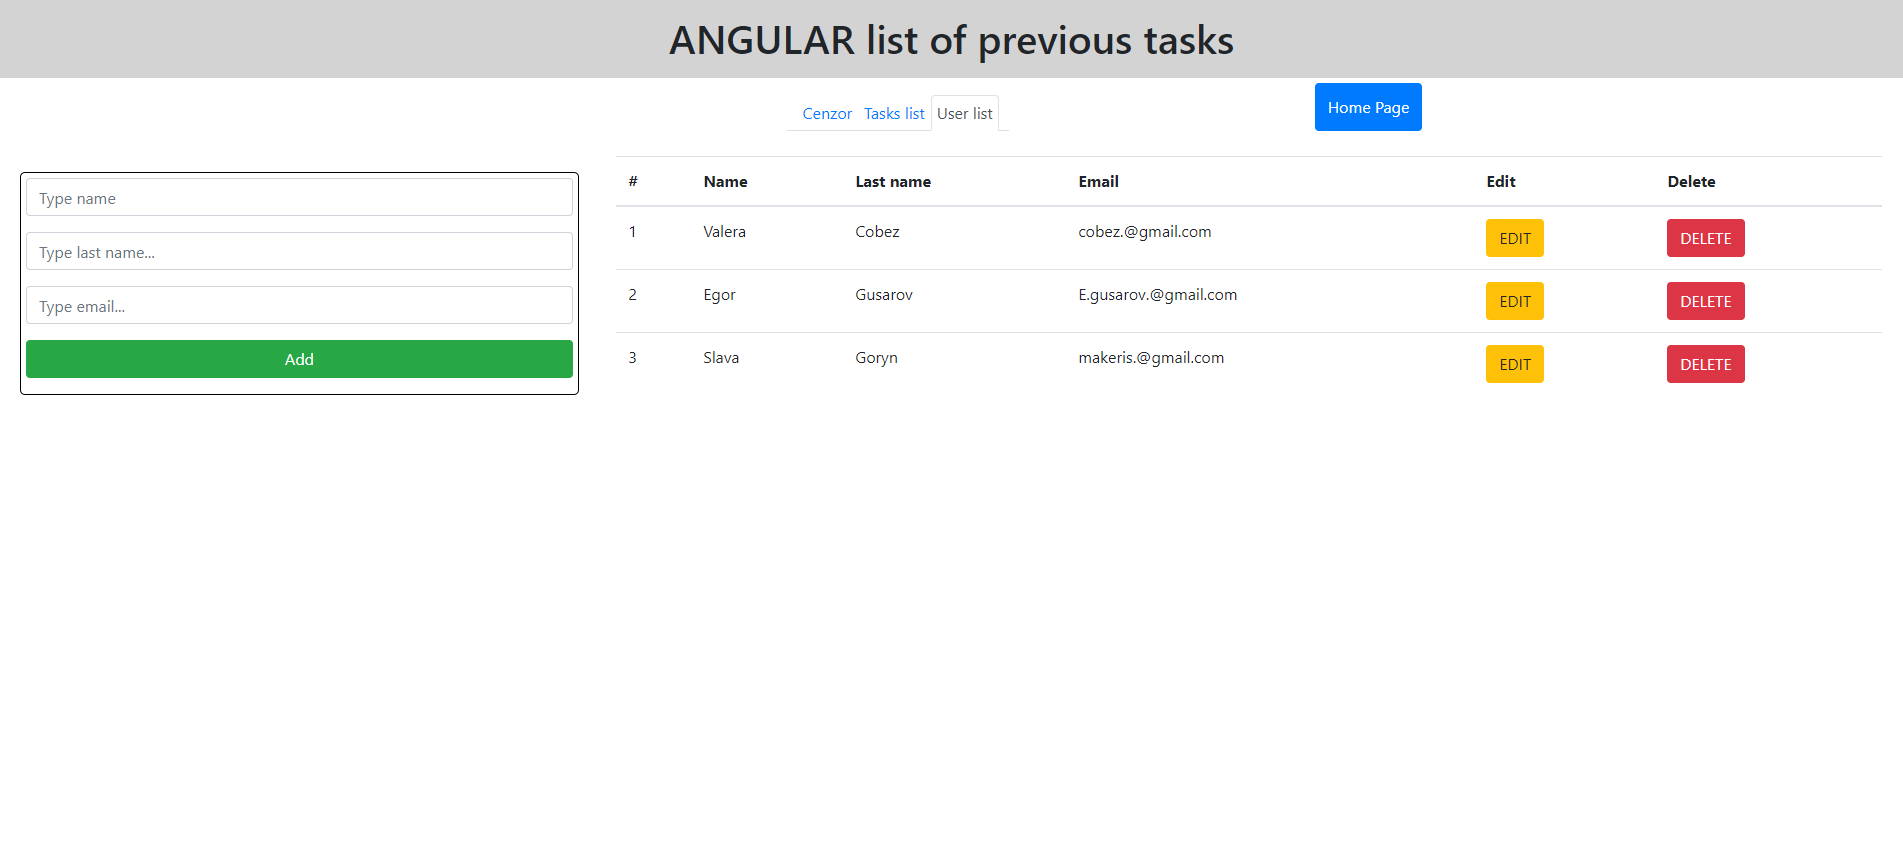 ANGULAR list of previous tasks
Cenzor Tasks list User list Home Page
Type name
Type last name...
Type email...
Add
# Name Last name Email Edit Delete
1 Valera Cobez cobez.@gmail.com EDIT DELETE
2 Egor Gusarov E.gusarov.@gmail.com EDIT DELETE
3 Slava Goryn makeris.@gmail.com EDIT DELETE